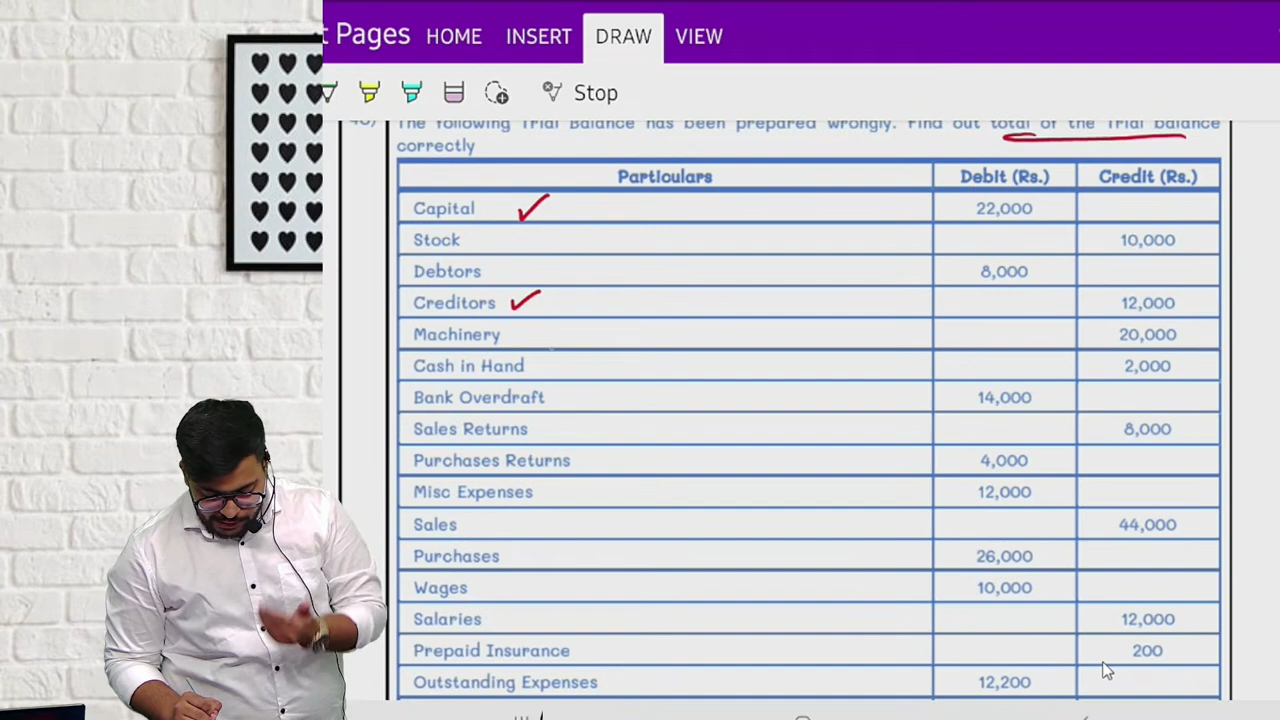 t Pages HOME INSERT DRAW VIEW
Stop
The following Trial Balance has been prepared wrongly. Find out total of the Trial balance
correctly
Particulars Debit (Rs.) Credit (Rs.)
Capital 22,000
Stock 10,000
Debtors 8,000
Creditors 12,000
Machinery 20,000
Cash in Hand 2,000
Bank Overdraft 14,000
Sales Returns 8,000
Purchases Returns 4,000
Misc Expenses 12,000
Sales 44,000
Purchases 26,000
Wages 10,000
Salaries 12,000
Prepaid Insurance 200
Outstanding Expenses 12,200